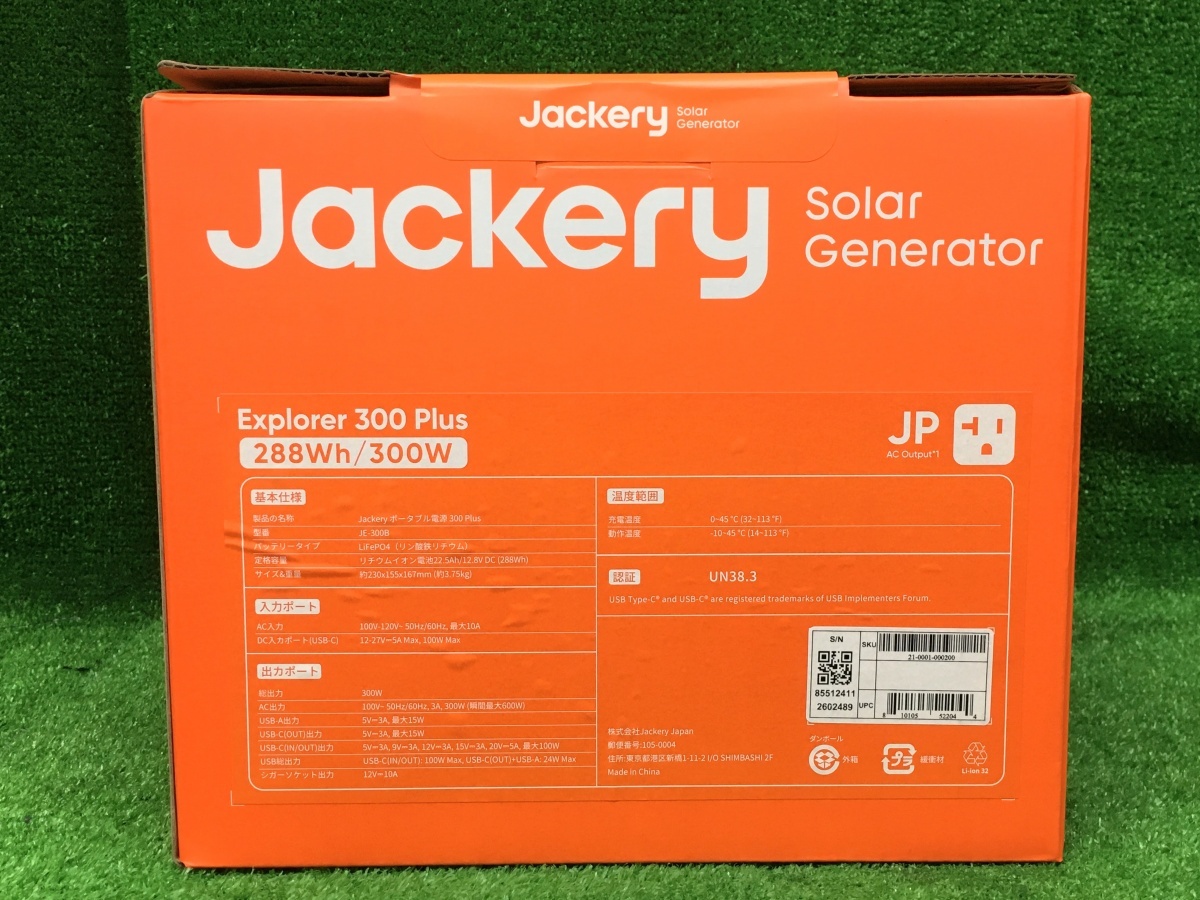 Jackery Solar Generator
Jackery Solar Generator
Explorer 300 Plus
288Wh/300W
JP
AC Output*1
基本仕様
製品の名称 Jackery ポータブル電源 300 Plus
型番 JE-300B
バッテリータイプ LiFePO4（リン酸鉄リチウム）
定格容量 リチウムイオン電池22.5Ah/12.8V DC (288Wh)
サイズ&重量 約230x155x167mm (約3.75kg)
入力ポート
AC入力 100V-120V~ 50Hz/60Hz, 最大10A
DC入力ポート(USB-C) 12-27V⎓5A Max, 100W Max
出力ポート
総出力 300W
AC出力 100V~ 50Hz/60Hz, 3A, 300W (瞬間最大600W)
USB-A出力 5V⎓3A, 最大15W
USB-C(OUT)出力 5V⎓3A, 最大15W
USB-C(IN/OUT)出力 5V⎓3A, 9V⎓3A, 12V⎓3A, 15V⎓3A, 20V⎓5A, 最大100W
USB総出力 USB-C(IN/OUT): 100W Max, USB-C(OUT)+USB-A: 24W Max
シガーソケット出力 12V⎓10A
温度範囲
充電温度 0~45 °C (32~113 °F)
動作温度 -10~45 °C (14~113 °F)
認証 UN38.3
USB Type-C® and USB-C® are registered trademarks of USB Implementers Forum.
S/N
85512411
2602489
SKU
21-0001-000200
UPC
8 10105 52204 4
株式会社Jackery Japan
郵便番号:105-0004
住所:東京都港区新橋1-11-2 I/O SHIMBASHI 2F
Made in China
ダンボール
外箱
プラ
緩衝材
Li-ion 32